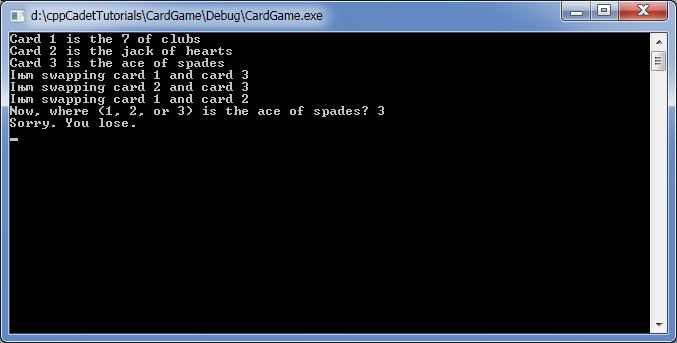 d:\cppCadetTutorials\CardGame\Debug\CardGame.exe
Card 1 is the 7 of clubs
Card 2 is the jack of hearts
Card 3 is the ace of spades
Iмm swapping card 1 and card 3
Iмm swapping card 2 and card 3
Iмm swapping card 1 and card 2
Now, where (1, 2, or 3) is the ace of spades? 3
Sorry. You lose.